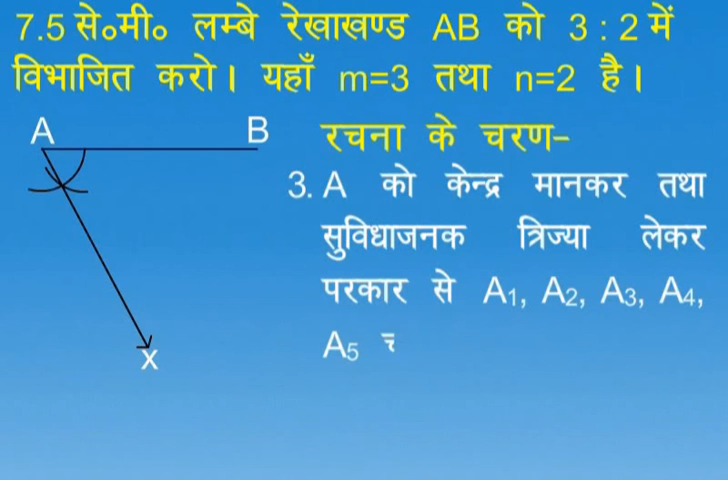 7.5 से०मी० लम्बे रेखाखण्ड AB को 3 : 2 में
विभाजित करो। यहाँ m=3 तथा n=2 है।
A B
रचना के चरण–
3. A को केन्द्र मानकर तथा
सुविधाजनक त्रिज्या लेकर
परकार से A₁, A₂, A₃, A₄,
A₅
X